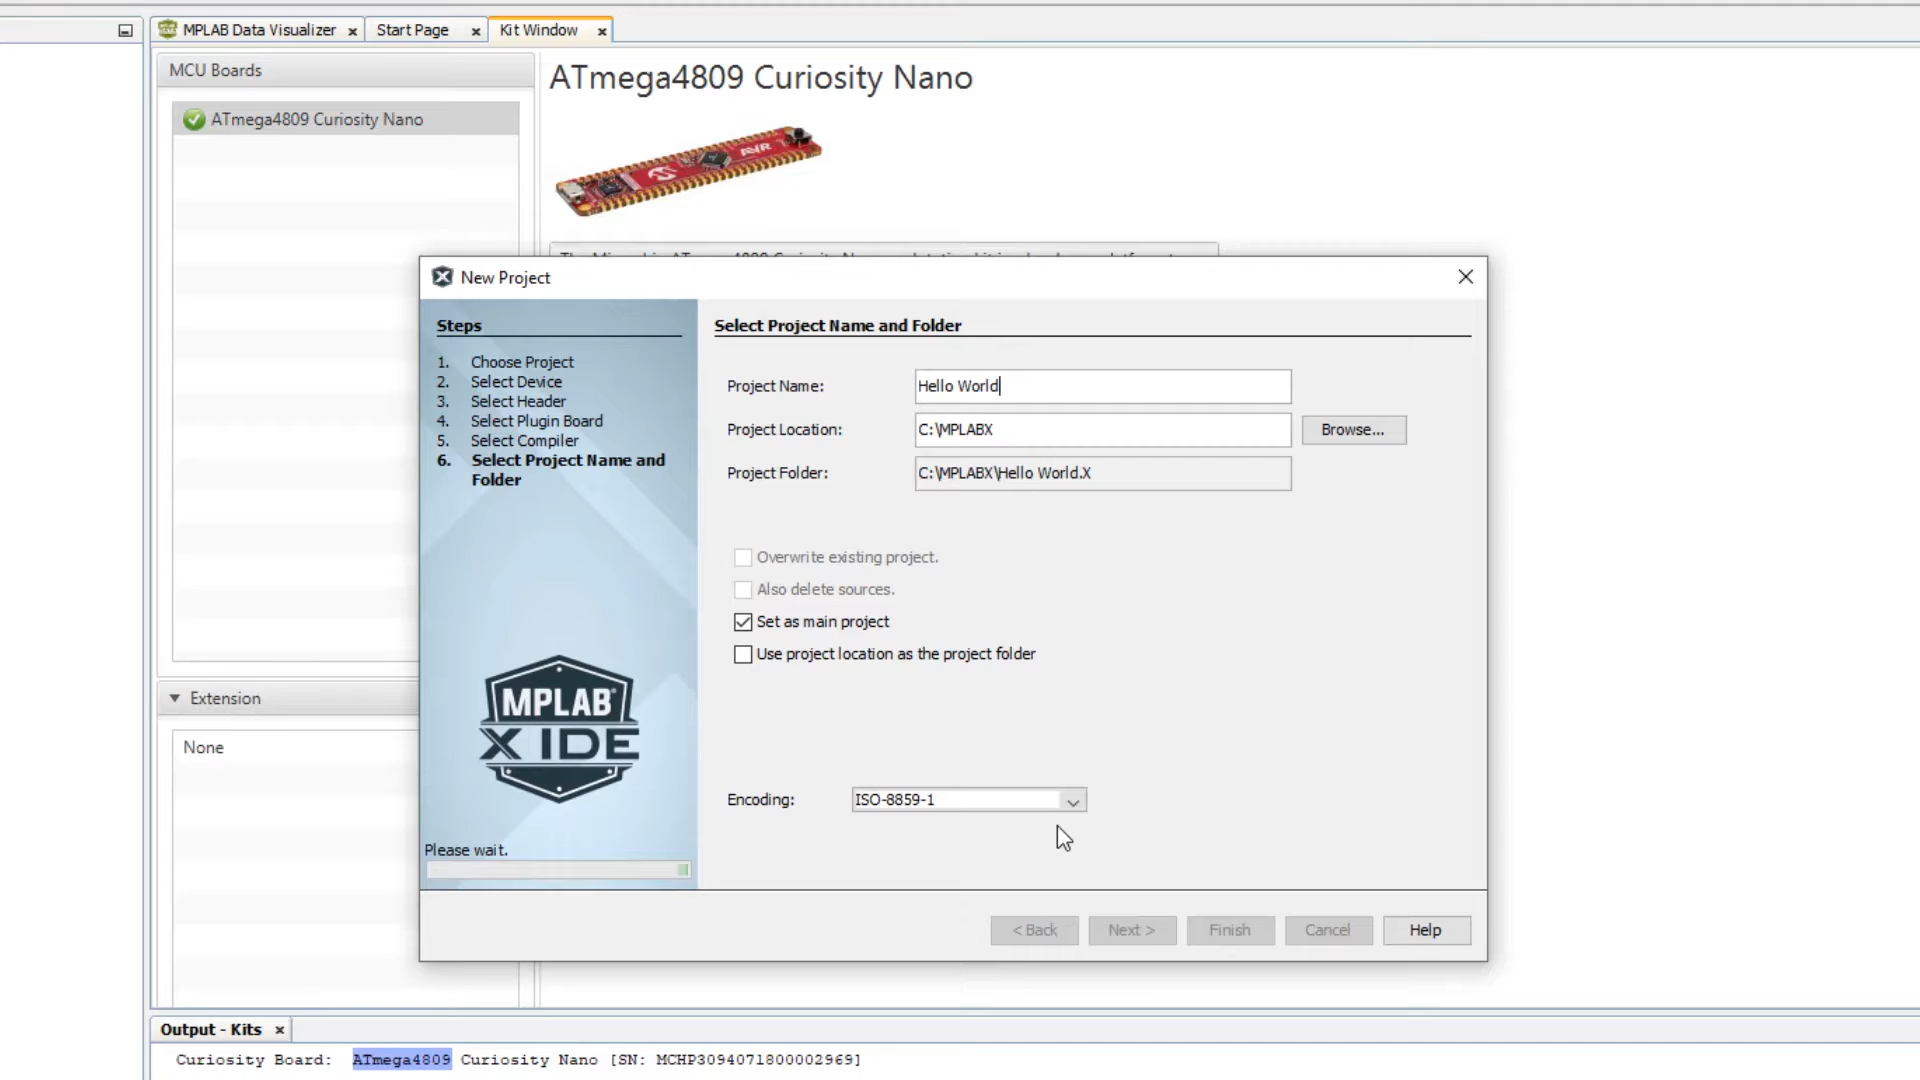 MPLAB Data Visualizer
Start Page
Kit Window
MCU Boards
ATmega4809 Curiosity Nano
ATmega4809 Curiosity Nano
AVR
New Project
Steps
1. Choose Project
2. Select Device
3. Select Header
4. Select Plugin Board
5. Select Compiler
6. Select Project Name and
Folder
MPLAB®
X IDE
Please wait.
Select Project Name and Folder
Project Name: Hello World
Project Location: C:\MPLABX Browse...
Project Folder: C:\MPLABX\Hello World.X
Overwrite existing project.
Also delete sources.
Set as main project
Use project location as the project folder
Encoding: ISO-8859-1
< Back Next > Finish Cancel Help
Extension
None
Output - Kits
Curiosity Board: ATmega4809 Curiosity Nano [SN: MCHP3094071800002969]